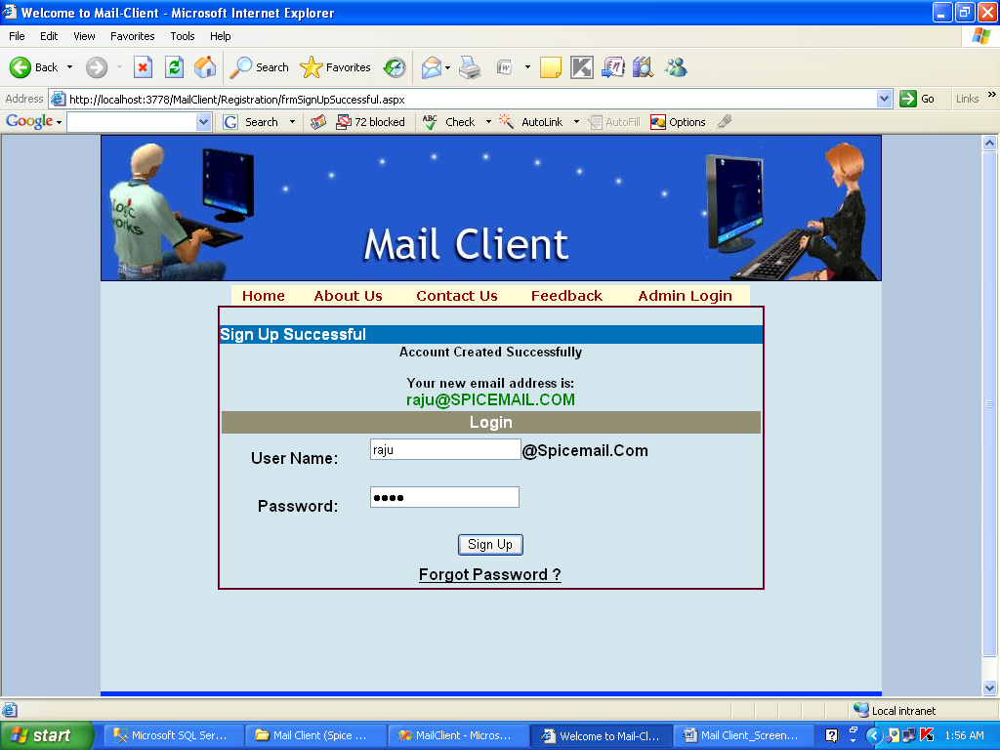 Welcome to Mail-Client - Microsoft Internet Explorer
File Edit View Favorites Tools Help
Back Search Favorites
Address http://localhost:3778/MailClient/Registration/frmSignUpSuccessful.aspx Go Links »
Google Search 72 blocked ABC Check AutoLink AutoFill Options
LOGIC
WORKS
Mail Client
Home About Us Contact Us Feedback Admin Login
Sign Up Successful
Account Created Successfully
Your new email address is:
raju@SPICEMAIL.COM
Login
User Name: raju @Spicemail.Com
Password: ●●●●
Sign Up
Forgot Password ?
Local intranet
start Microsoft SQL Ser... Mail Client (Spice ... MailClient - Micros... Welcome to Mail-Cl... Mail Client_Screen... 1:56 AM